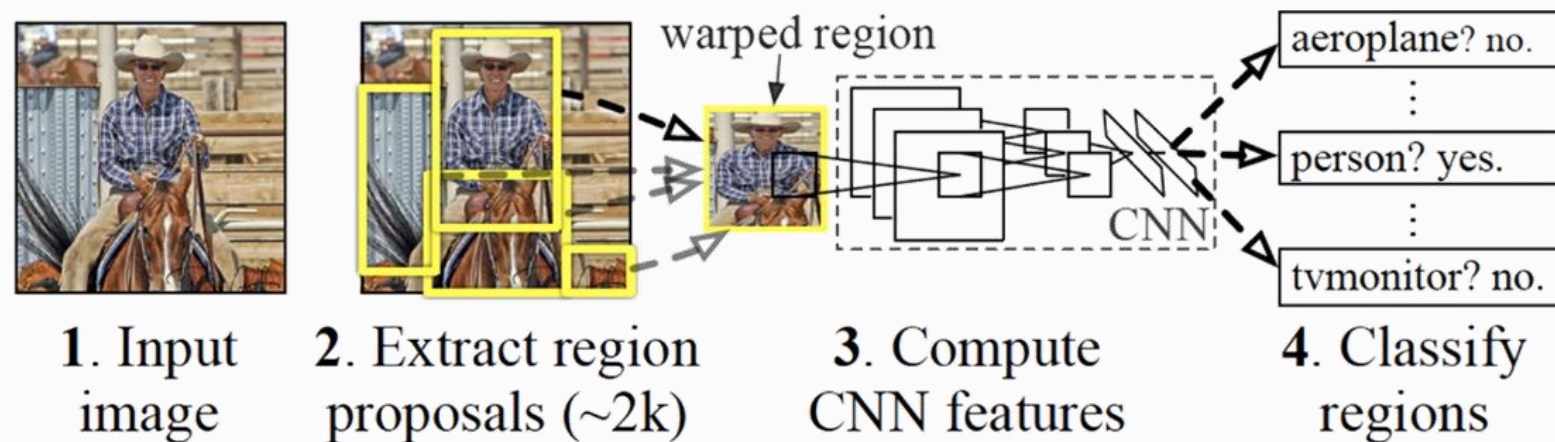 warped region
aeroplane? no.
person? yes.
CNN
tvmonitor? no.
1. Input
image
2. Extract region
proposals (~2k)
3. Compute
CNN features
4. Classify
regions